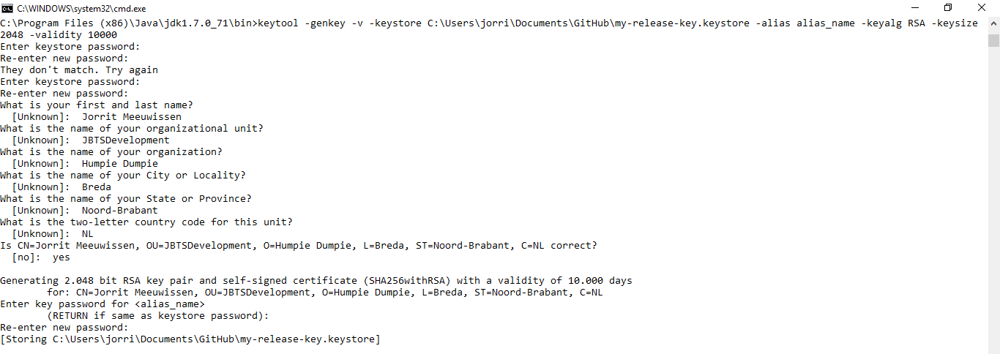 C:\WINDOWS\system32\cmd.exe
C:\Program Files (x86)\Java\jdk1.7.0_71\bin>keytool -genkey -v -keystore C:\Users\jorri\Documents\GitHub\my-release-key.keystore -alias alias_name -keyalg RSA -keysize
2048 -validity 10000
Enter keystore password:
Re-enter new password:
They don't match. Try again
Enter keystore password:
Re-enter new password:
What is your first and last name?
  [Unknown]:  Jorrit Meeuwissen
What is the name of your organizational unit?
  [Unknown]:  JBTSDevelopment
What is the name of your organization?
  [Unknown]:  Humpie Dumpie
What is the name of your City or Locality?
  [Unknown]:  Breda
What is the name of your State or Province?
  [Unknown]:  Noord-Brabant
What is the two-letter country code for this unit?
  [Unknown]:  NL
Is CN=Jorrit Meeuwissen, OU=JBTSDevelopment, O=Humpie Dumpie, L=Breda, ST=Noord-Brabant, C=NL correct?
  [no]:  yes

Generating 2.048 bit RSA key pair and self-signed certificate (SHA256withRSA) with a validity of 10.000 days
        for: CN=Jorrit Meeuwissen, OU=JBTSDevelopment, O=Humpie Dumpie, L=Breda, ST=Noord-Brabant, C=NL
Enter key password for <alias_name>
        (RETURN if same as keystore password):
Re-enter new password:
[Storing C:\Users\jorri\Documents\GitHub\my-release-key.keystore]